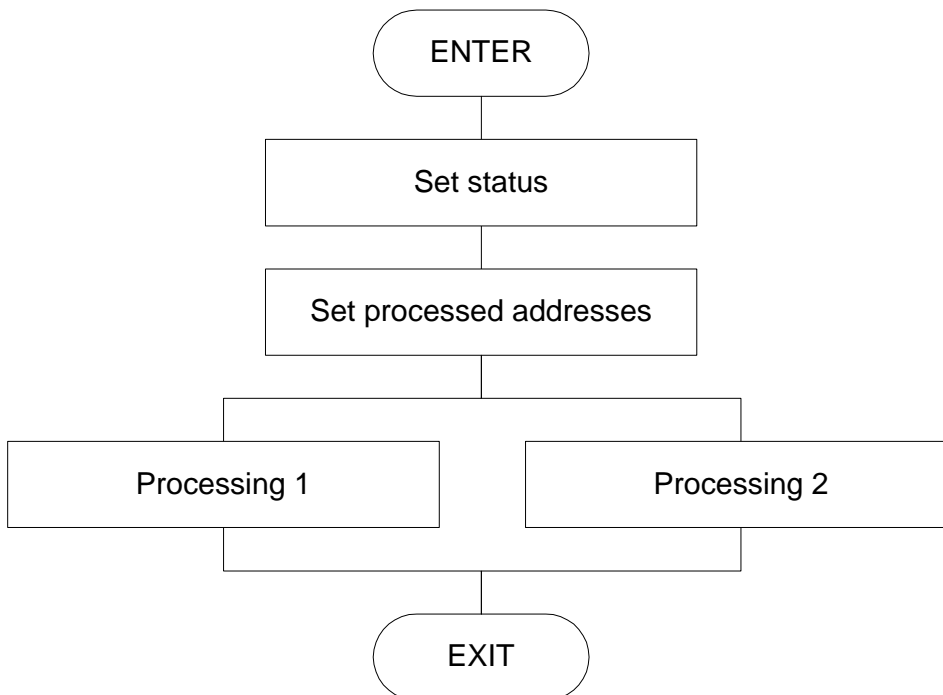 ENTER
Set status
Set processed addresses
Processing 1
Processing 2
EXIT